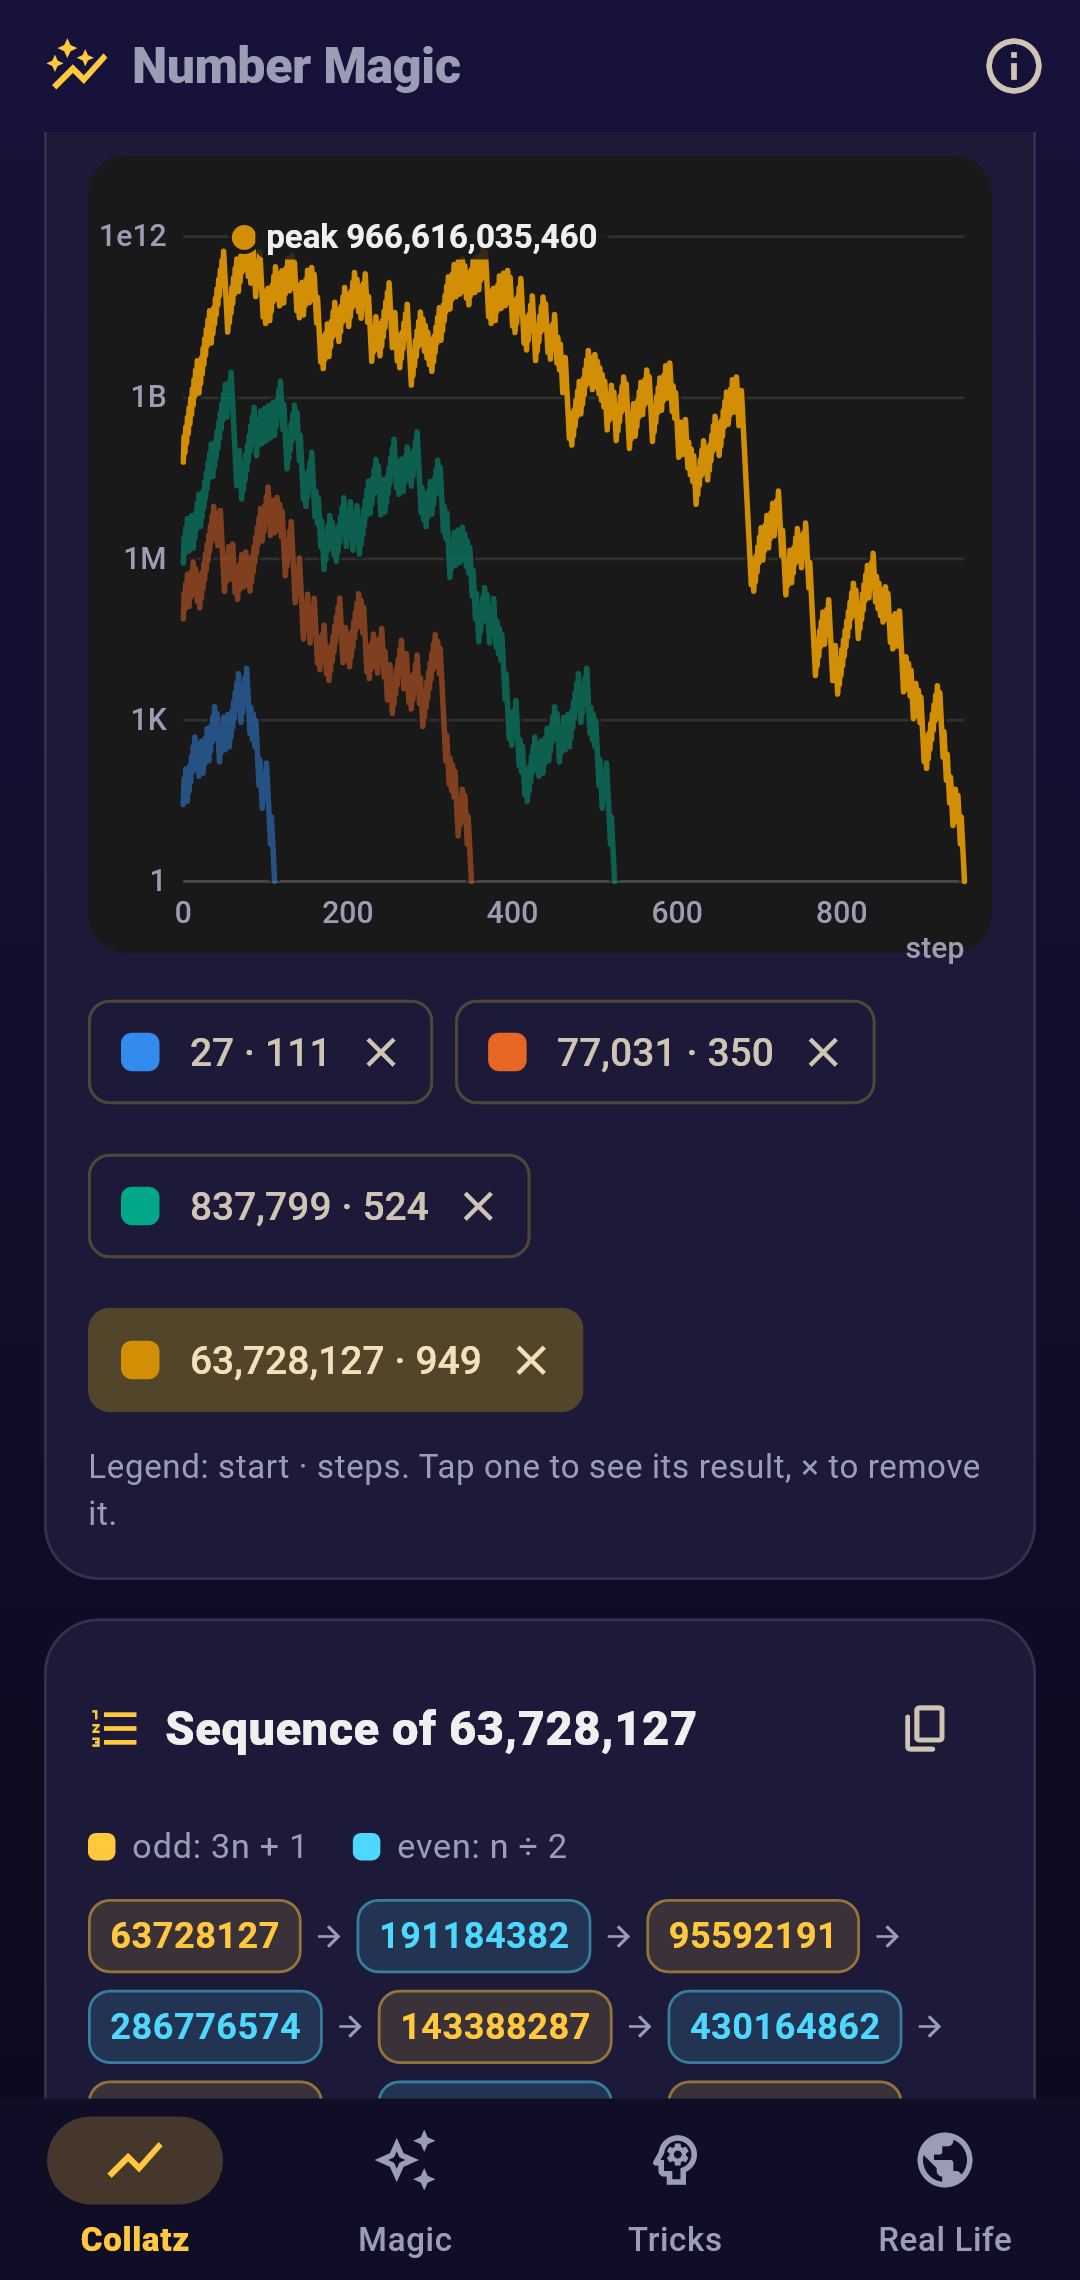 Number Magic
1e12
peak 966,616,035,460
1B
1M
1K
1
0 200 400 600 800
step
27 · 111
77,031 · 350
837,799 · 524
63,728,127 · 949
Legend: start · steps. Tap one to see its result, × to remove
it.
Sequence of 63,728,127
odd: 3n + 1 even: n ÷ 2
63728127 → 191184382 → 95592191 →
286776574 → 143388287 → 430164862 →
Collatz Magic Tricks Real Life